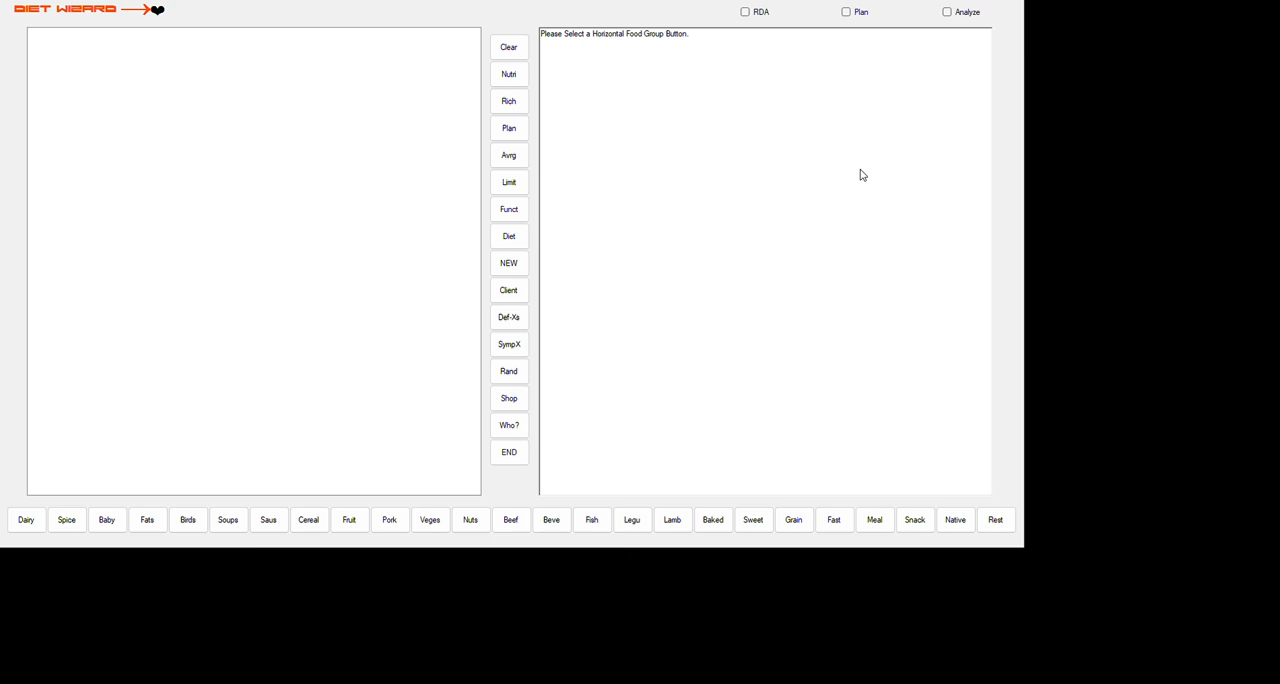 DIET WIZARD
RDA
Plan
Analyze
Please Select a Horizontal Food Group Button.
Clear
Nutri
Rich
Plan
Avrg
Limit
Funct
Diet
NEW
Client
Def-Xs
SympX
Rand
Shop
Who?
END
Dairy Spice Baby Fats Birds Soups Saus Cereal Fruit Pork Veges Nuts Beef Beve Fish Legu Lamb Baked Sweet Grain Fast Meal Snack Native Rest